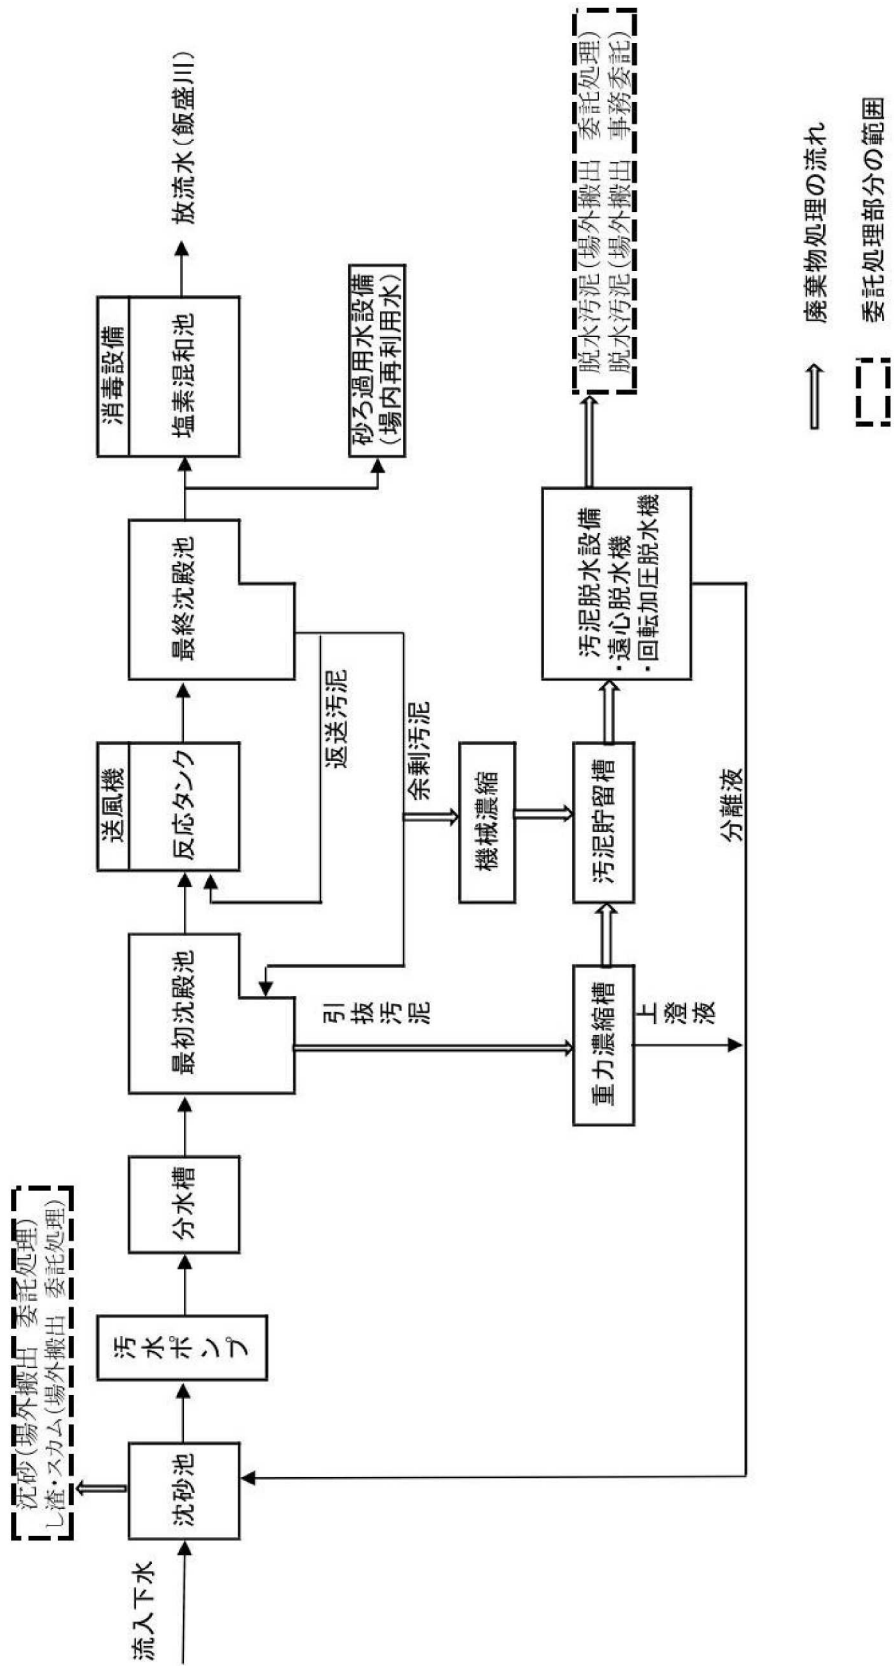 沈砂(場外搬出 委託処理)
し渣・スカム(場外搬出 委託処理)
流入下水
沈砂池
汚水ポンプ
分水槽
最初沈殿池
送風機
反応タンク
最終沈殿池
消毒設備
塩素混和池
放流水(飯盛川)
砂ろ過用水設備
(場内再利用水)
返送汚泥
余剰汚泥
引抜汚泥
機械濃縮
重力濃縮槽
上澄液
汚泥貯留槽
汚泥脱水設備
・遠心脱水機
・回転加圧脱水機
脱水汚泥(場外搬出 委託処理)
脱水汚泥(場外搬出 事務委託)
分離液
廃棄物処理の流れ
委託処理部分の範囲